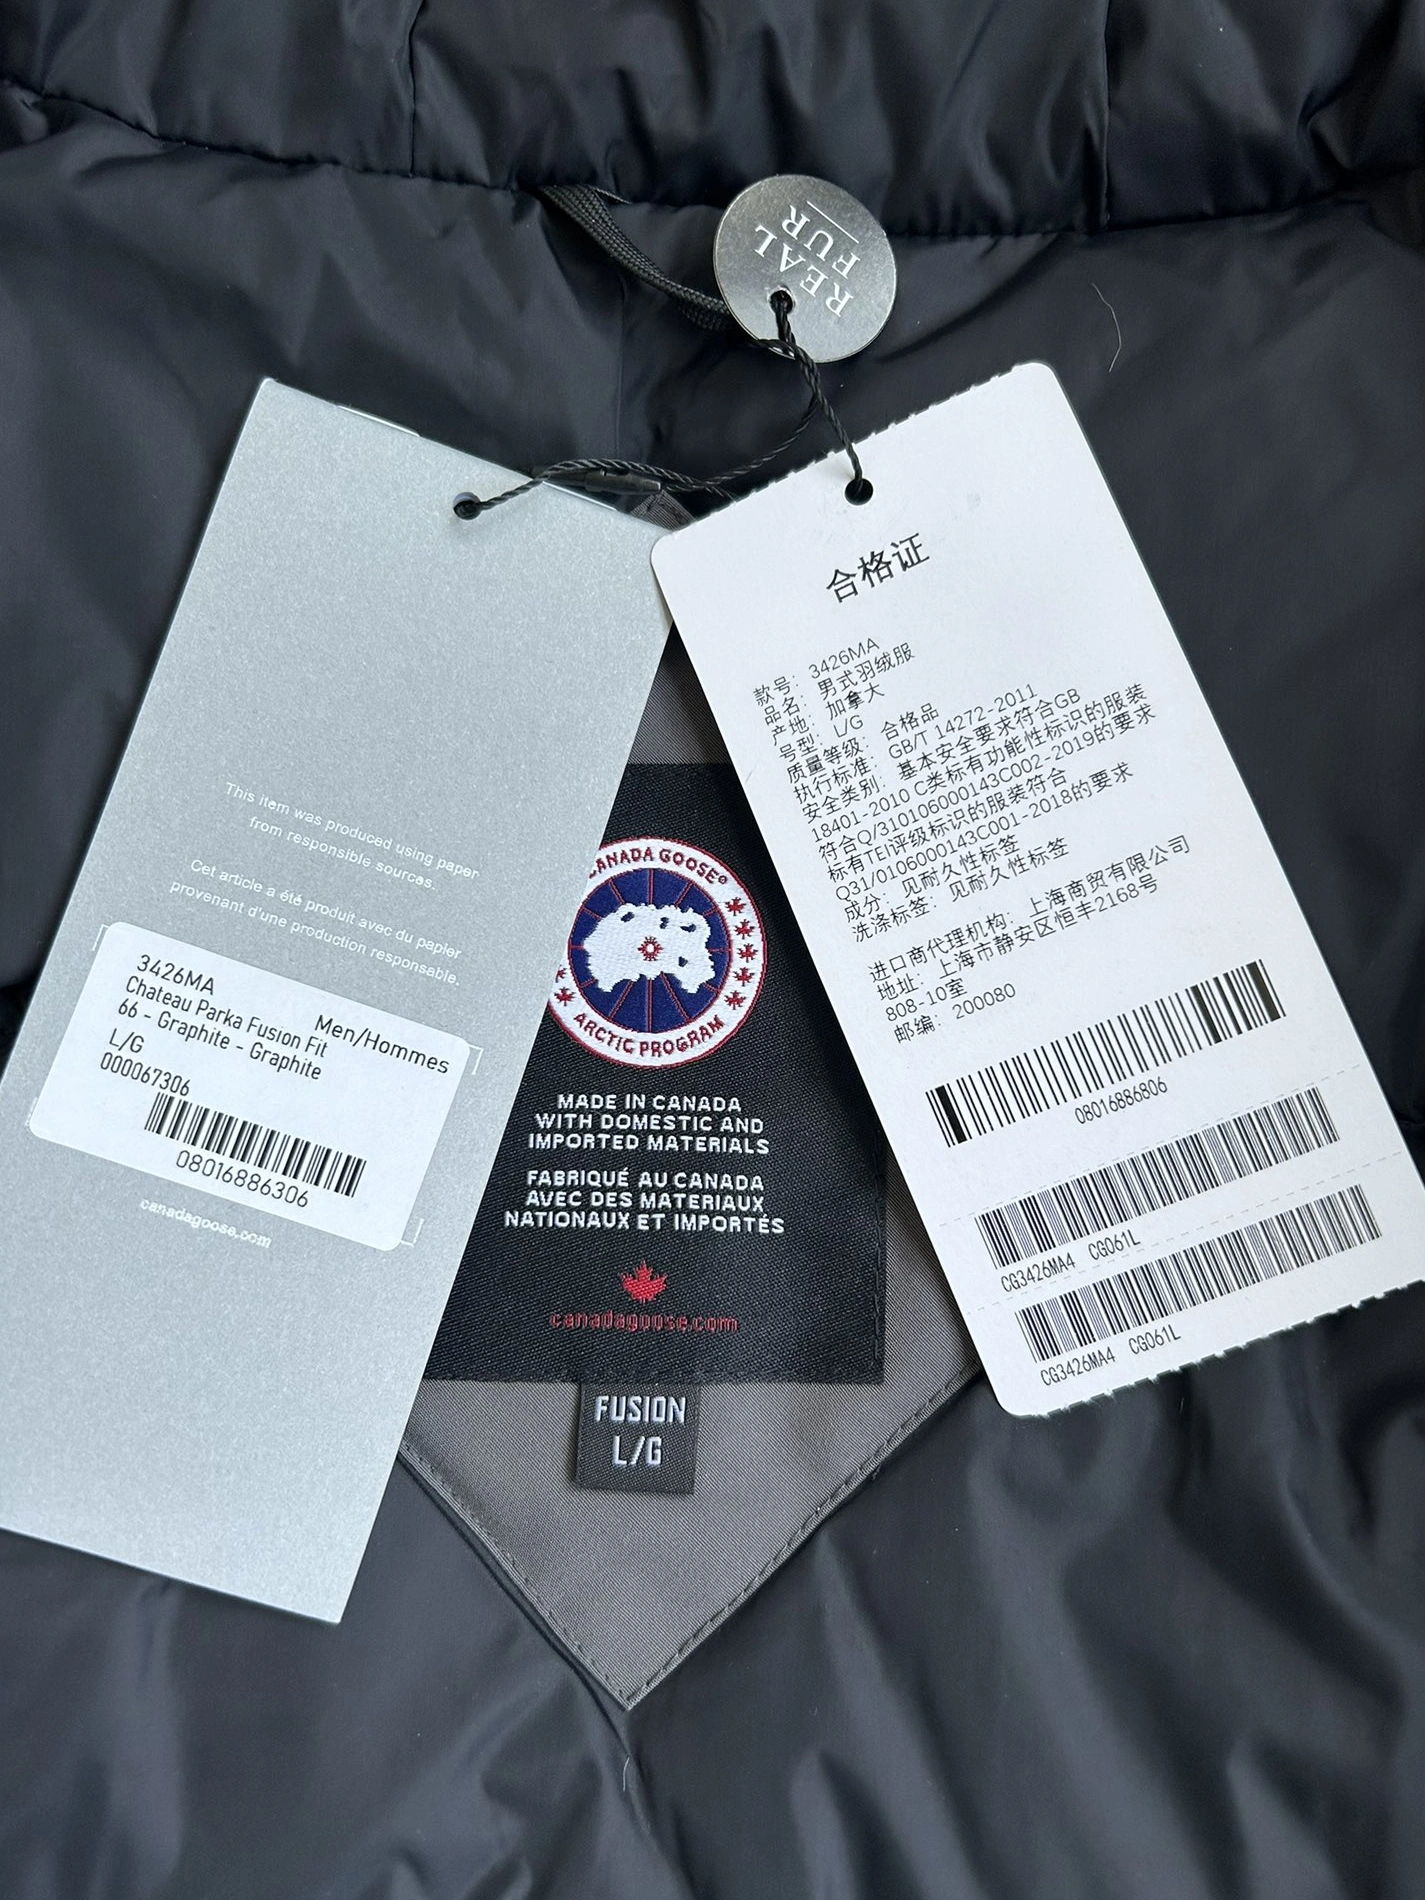 REAL
FUR
This item was produced using paper
from responsible sources.
Cet article a été produit avec du papier
provenant d'une production responsable.
3426MA
Men/Hommes
Chateau Parka Fusion Fit
66 - Graphite - Graphite
L/G
000067306
08016886306
canadagoose.com
CANADA GOOSE®
ARCTIC PROGRAM
MADE IN CANADA
WITH DOMESTIC AND
IMPORTED MATERIALS
FABRIQUÉ AU CANADA
AVEC DES MATERIAUX
NATIONAUX ET IMPORTÉS
canadagoose.com
FUSION
L/G
合格证
款号: 3426MA
品名: 男式羽绒服
产地: 加拿大
号型: L/G
质量等级: 合格品
执行标准: GB/T 14272-2011
安全类别: 基本安全要求符合GB
18401-2010 C类标有功能性标识的服装
符合Q/310106000143C002-2019的要求
标有TEI评级标识的服装符合
Q31/0106000143C001-2018的要求
成分: 见耐久性标签
洗涤标签: 见耐久性标签
进口商代理机构: 上海商贸有限公司
地址: 上海市静安区恒丰2168号
808-10室
邮编: 200080
08016886806
CG3426MA4 CG061L
CG3426MA4 CG061L